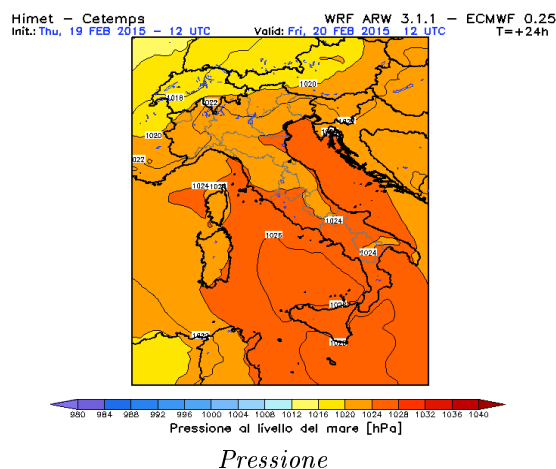 Himet – Cetemps
WRF ARW 3.1.1 – ECMWF 0.25
Init.: Thu, 19 FEB 2015 – 12 UTC
Valid: Fri, 20 FEB 2015 12 UTC
T=+24h
1018
1020
1022
1020
1022
1024
1024
1025
1024
1022
980 984 988 992 996 1000 1004 1008 1012 1016 1020 1024 1028 1032 1036 1040
Pressione al livello del mare [hPa]
Pressione